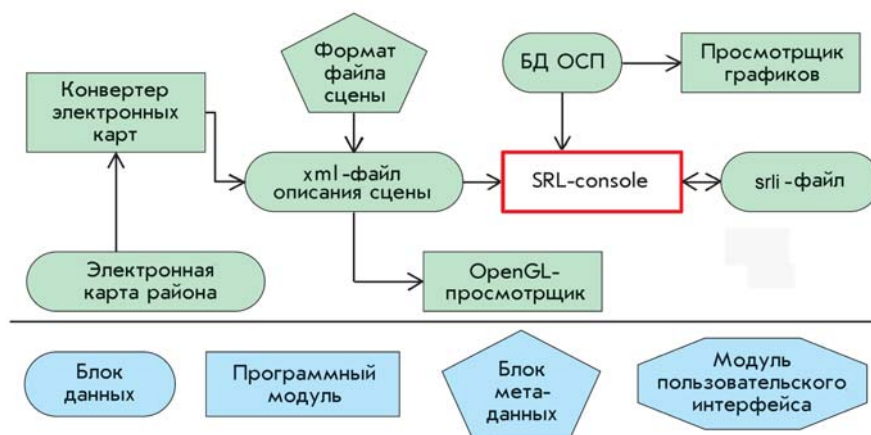 Формат
файла
сцены
БД ОСП
Просмотрщик
графиков
Конвертер
электронных
карт
xml-файл
описания сцены
SRL-console
srli-файл
Электронная
карта района
OpenGL-
просмотрщик
Блок
данных
Программный
модуль
Блок
мета-
данных
Модуль
пользовательского
интерфейса